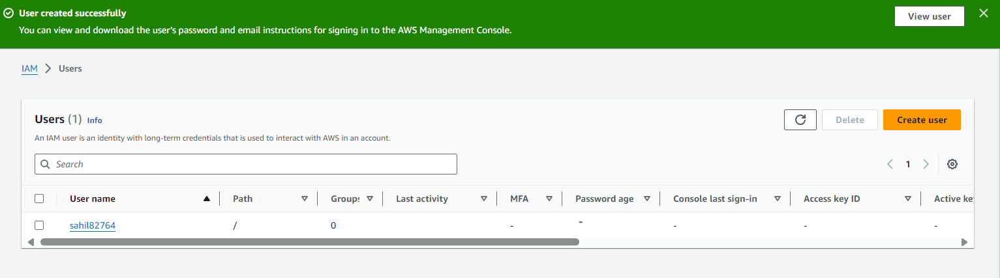 User created successfully
View user
You can view and download the user's password and email instructions for signing in to the AWS Management Console.
IAM > Users
Users (1) Info
Delete
Create user
An IAM user is an identity with long-term credentials that is used to interact with AWS in an account.
Search
1
User name Path Groups Last activity MFA Password age Console last sign-in Access key ID Active key
sahil82764 / 0 - - - -